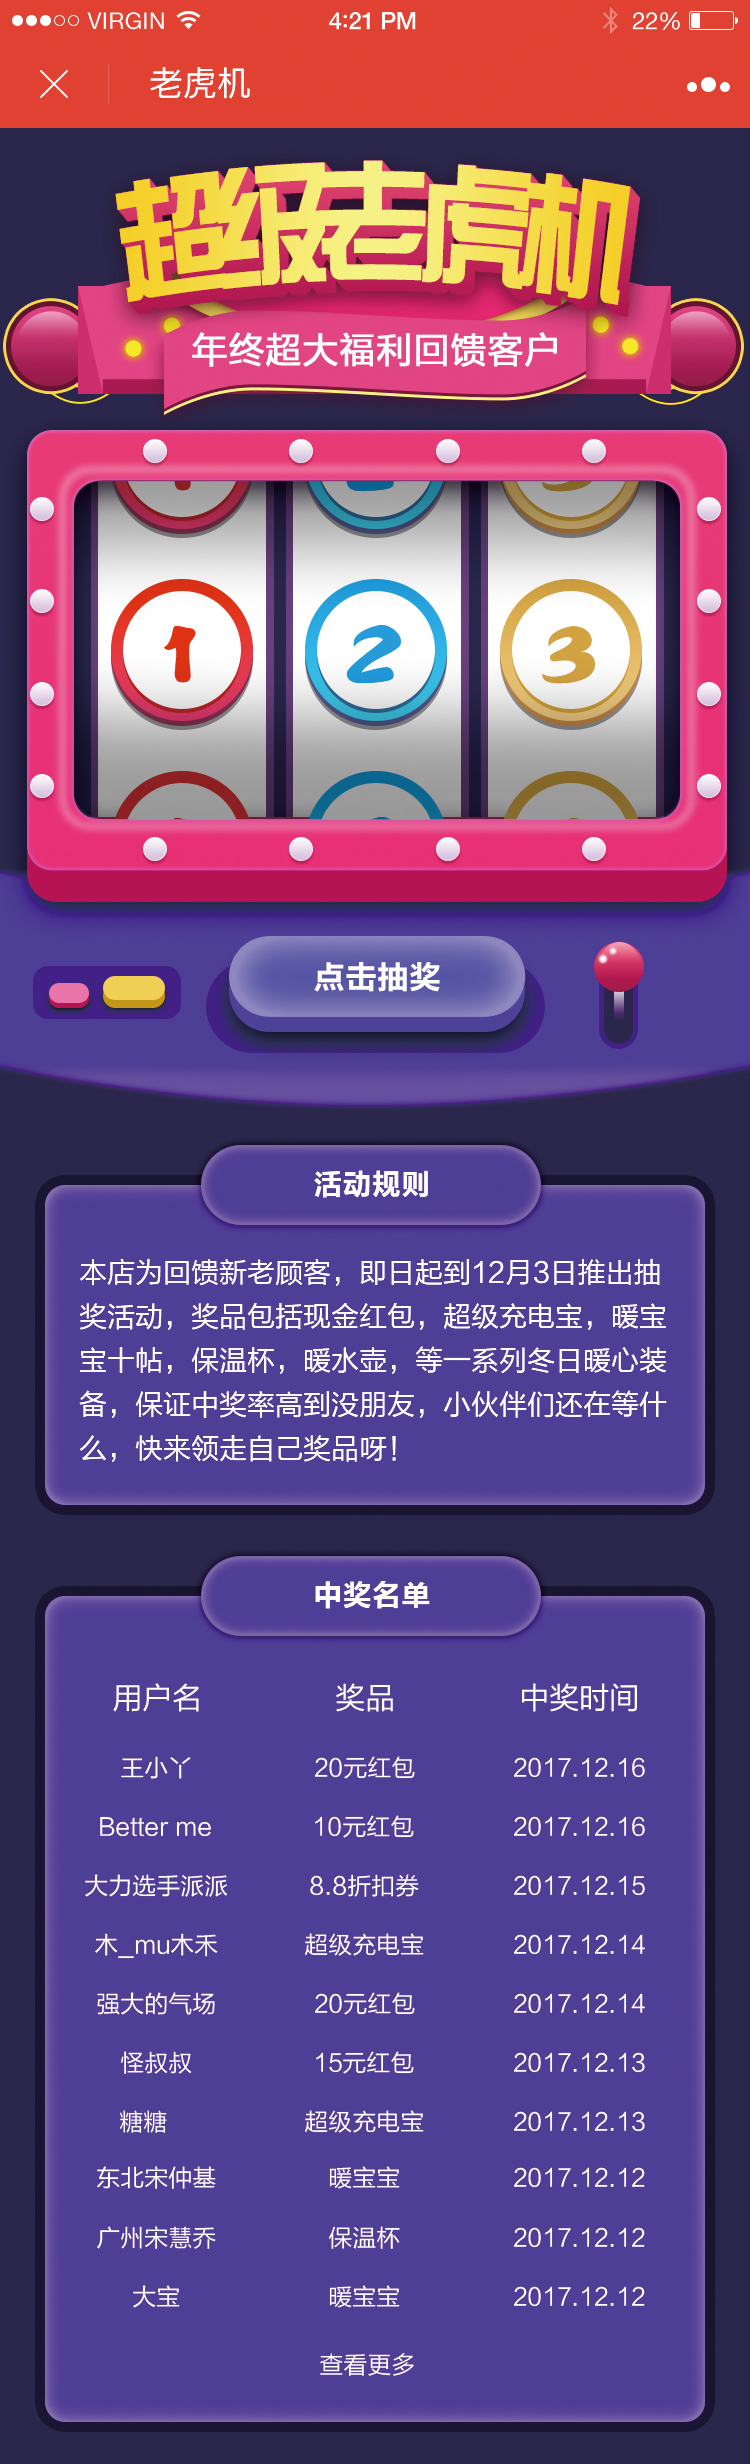 VIRGIN 4:21 PM 22%
老虎机
超级老虎机
年终超大福利回馈客户
1 2 3
点击抽奖
活动规则
本店为回馈新老顾客，即日起到12月3日推出抽
奖活动，奖品包括现金红包，超级充电宝，暖宝
宝十帖，保温杯，暖水壶，等一系列冬日暖心装
备，保证中奖率高到没朋友，小伙伴们还在等什
么，快来领走自己奖品呀！
中奖名单
用户名 奖品 中奖时间
王小丫 20元红包 2017.12.16
Better me 10元红包 2017.12.16
大力选手派派 8.8折扣券 2017.12.15
木_mu木禾 超级充电宝 2017.12.14
强大的气场 20元红包 2017.12.14
怪叔叔 15元红包 2017.12.13
糖糖 超级充电宝 2017.12.13
东北宋仲基 暖宝宝 2017.12.12
广州宋慧乔 保温杯 2017.12.12
大宝 暖宝宝 2017.12.12
查看更多